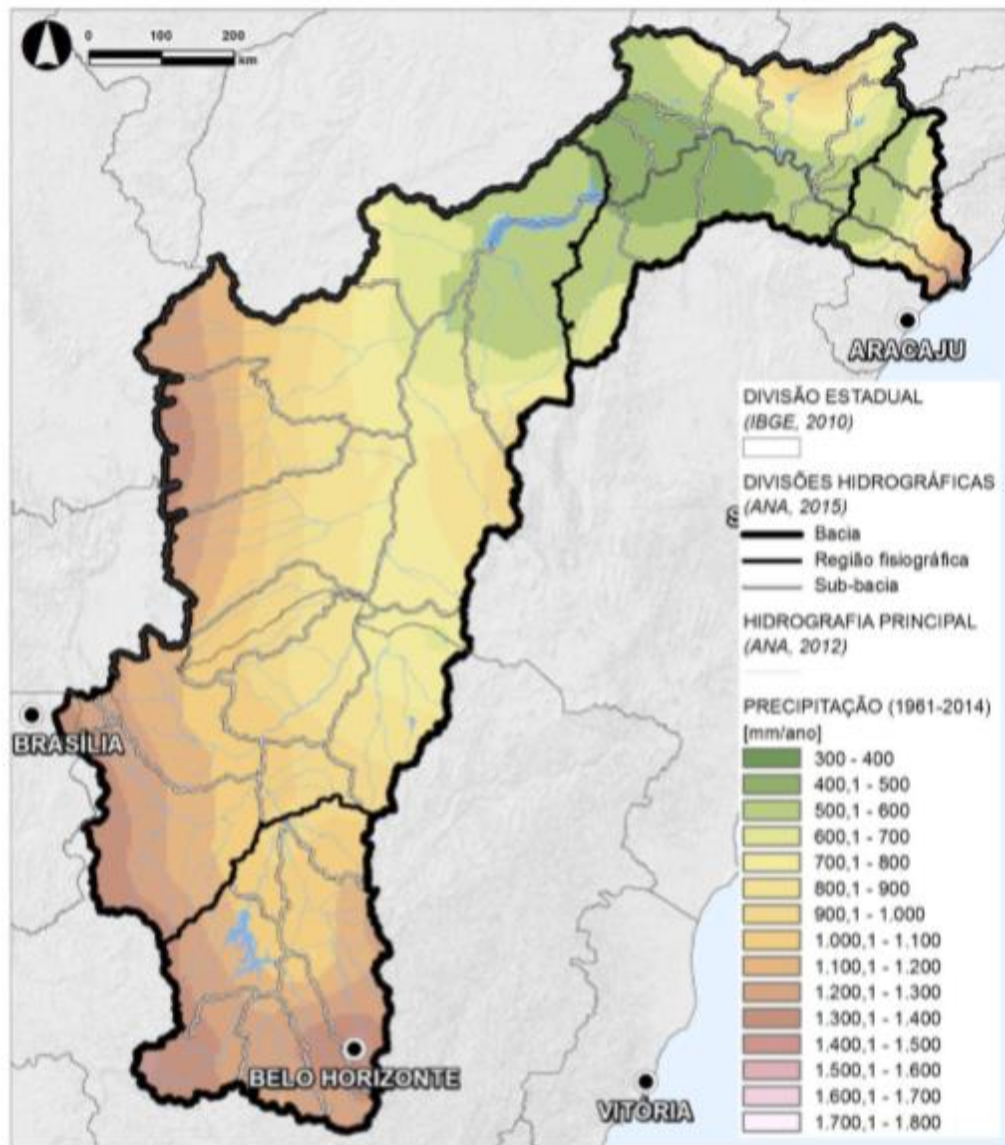 0 100 200
km
ARACAJU
DIVISÃO ESTADUAL
(IBGE, 2010)
DIVISÕES HIDROGRÁFICAS
(ANA, 2015)
Bacia
Região fisiográfica
Sub-bacia
S
HIDROGRAFIA PRINCIPAL
(ANA, 2012)
BRASÍLIA
PRECIPITAÇÃO (1961-2014)
[mm/ano]
300 - 400
400,1 - 500
500,1 - 600
600,1 - 700
700,1 - 800
800,1 - 900
900,1 - 1.000
1.000,1 - 1.100
1.100,1 - 1.200
1.200,1 - 1.300
1.300,1 - 1.400
1.400,1 - 1.500
1.500,1 - 1.600
1.600,1 - 1.700
1.700,1 - 1.800
BELO HORIZONTE
VITÓRIA